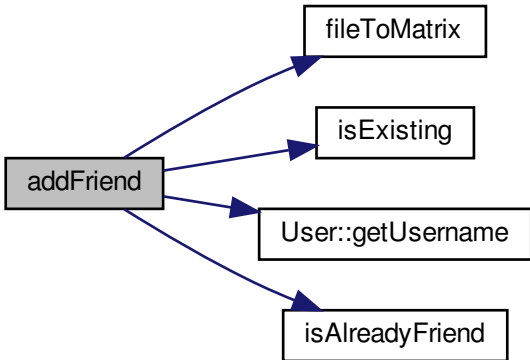 fileToMatrix
isExisting
addFriend
User::getUsername
isAlreadyFriend